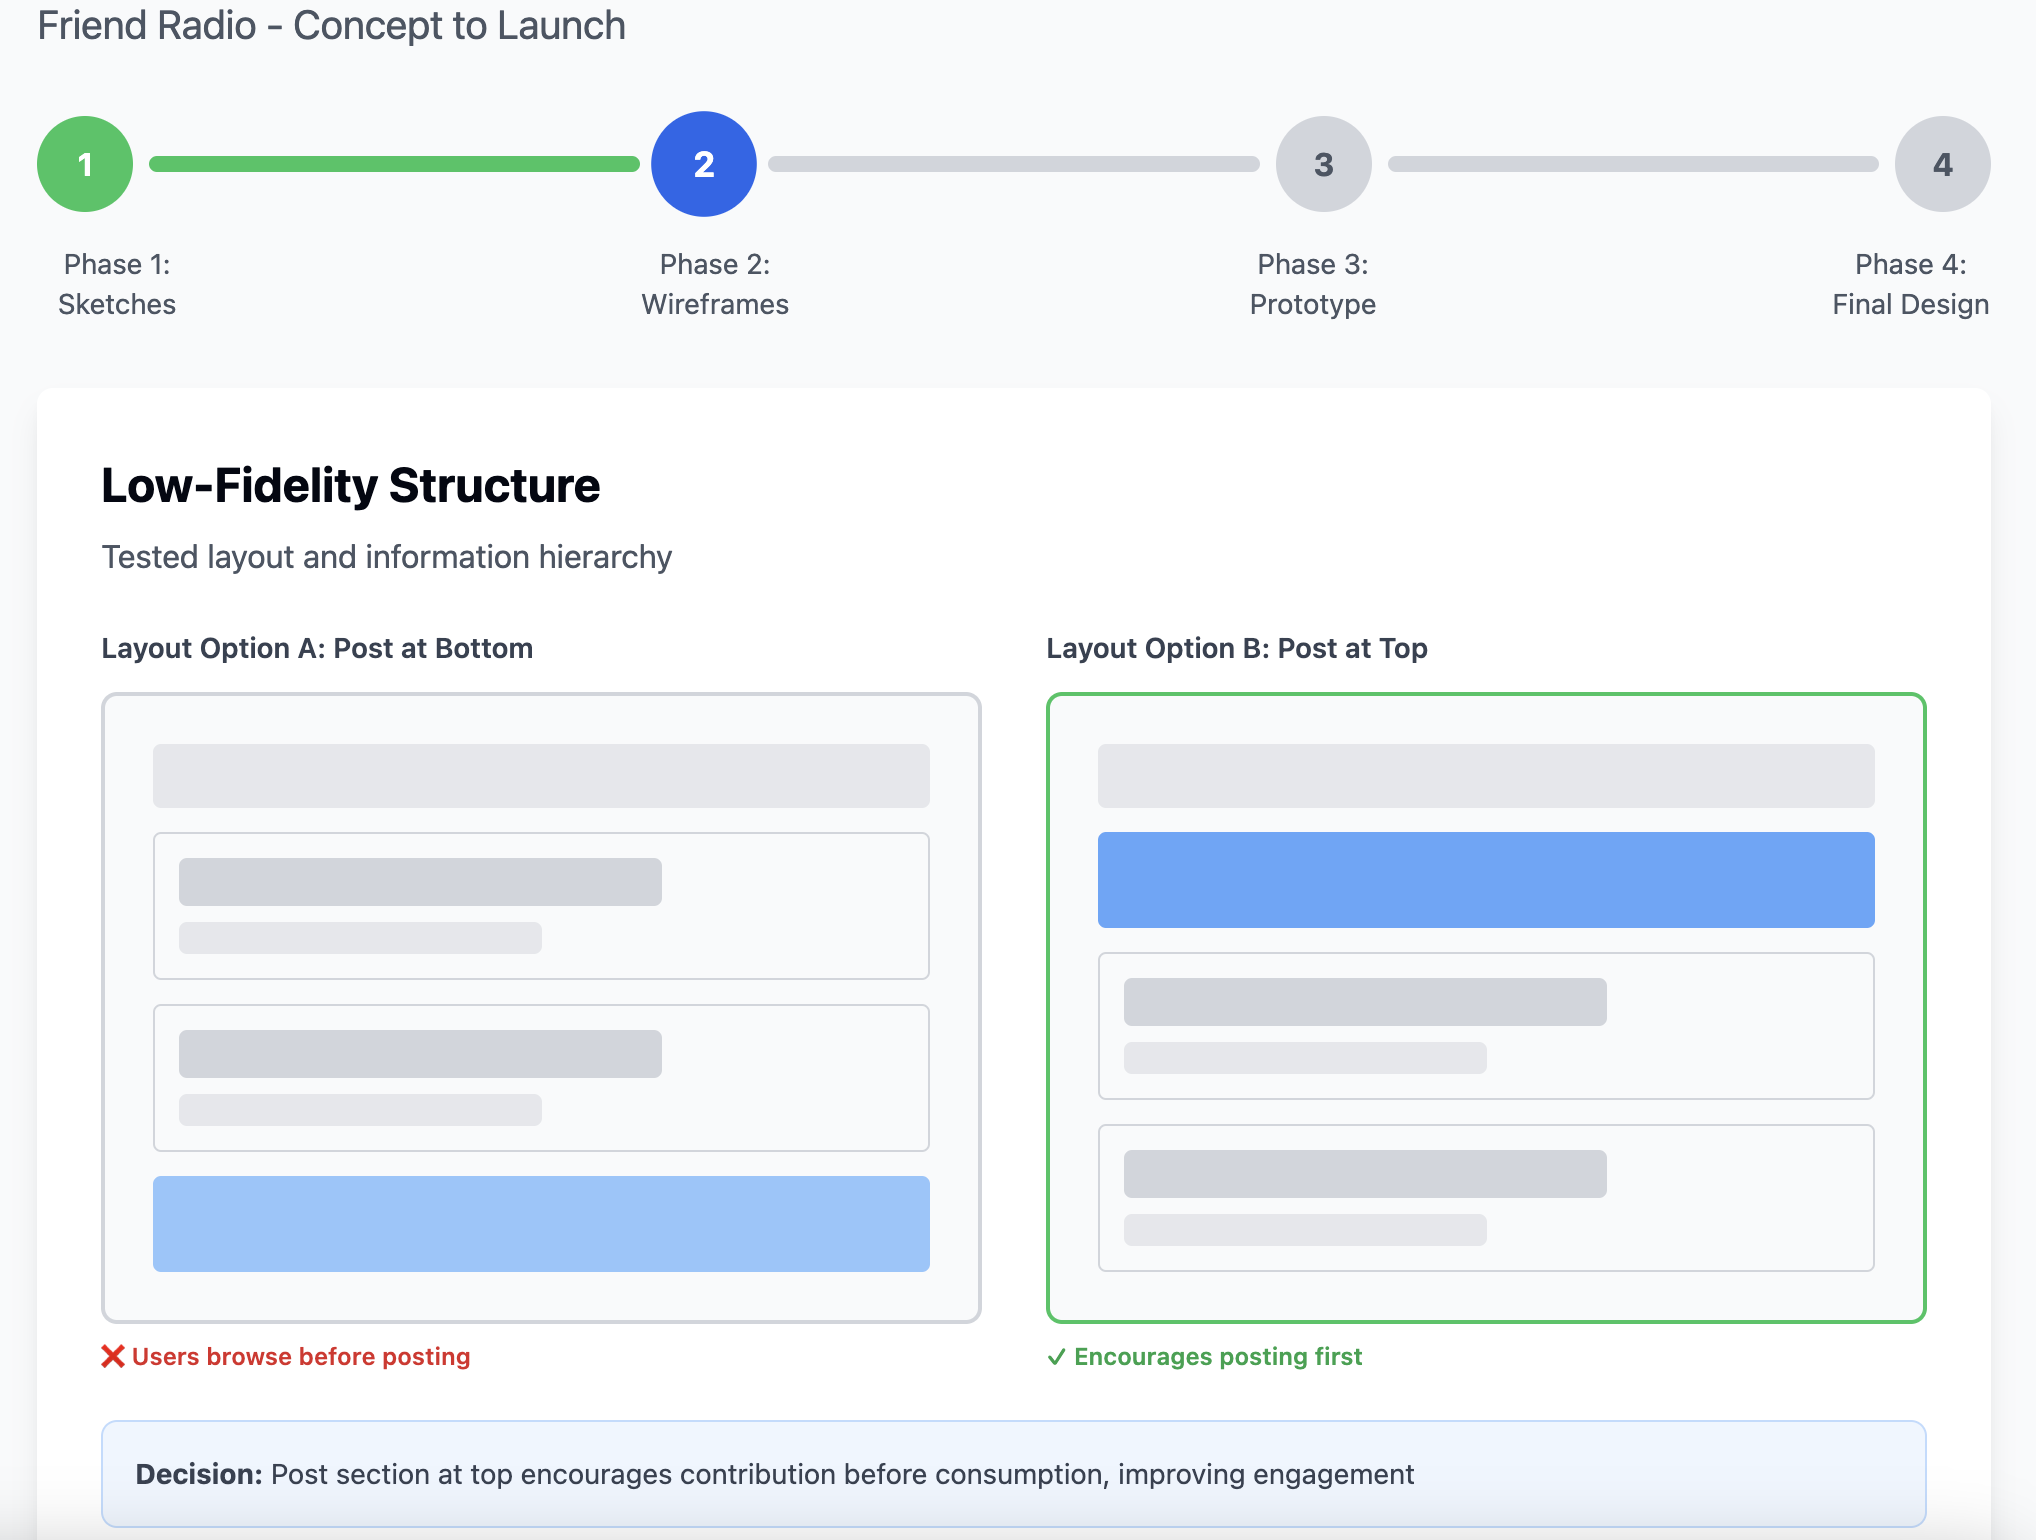 Friend Radio - Concept to Launch
1
2
3
4
Phase 1:
Sketches
Phase 2:
Wireframes
Phase 3:
Prototype
Phase 4:
Final Design
Low-Fidelity Structure
Tested layout and information hierarchy
Layout Option A: Post at Bottom
❌ Users browse before posting
Layout Option B: Post at Top
✓ Encourages posting first
Decision: Post section at top encourages contribution before consumption, improving engagement